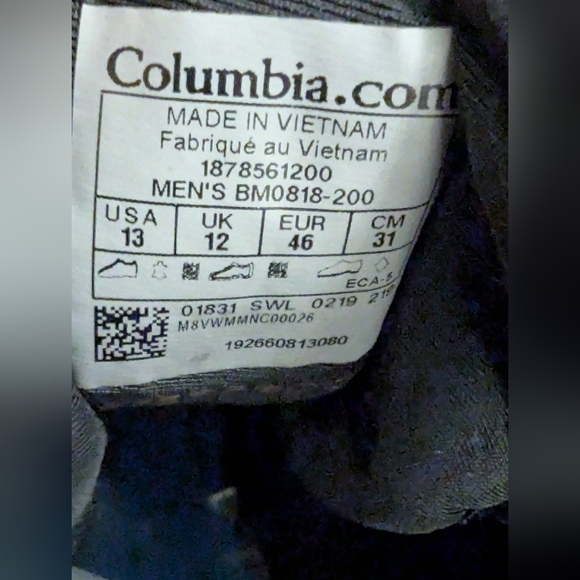 Columbia.com
MADE IN VIETNAM
Fabriqué au Vietnam
1878561200
MEN'S BM0818-200
USA UK EUR CM
13 12 46 31
ECA-S
01831 SWL 0219
M8VWMMNC00026
192660813080